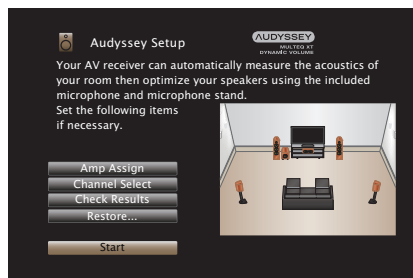 Audyssey Setup
AUDYSSEY
MULTEQ XT
DYNAMIC VOLUME
Your AV receiver can automatically measure the acoustics of
your room then optimize your speakers using the included
microphone and microphone stand.
Set the following items
if necessary.
Amp Assign
Channel Select
Check Results
Restore...
Start